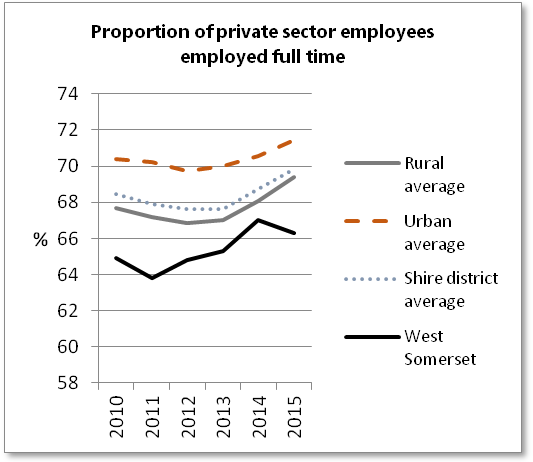 Proportion of private sector employees
employed full time
74
72
70
68
66
64
62
60
58
%
2010
2011
2012
2013
2014
2015
Rural
average
Urban
average
Shire district
average
West
Somerset